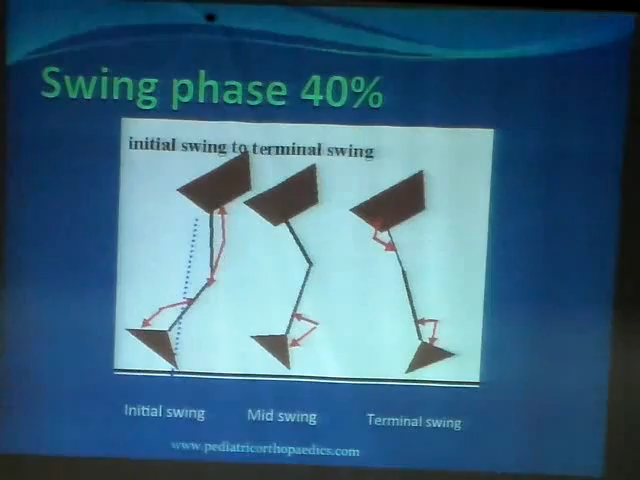 Swing phase 40%
initial swing to terminal swing
Initial swing Mid swing Terminal swing
www.pediatricorthopaedics.com